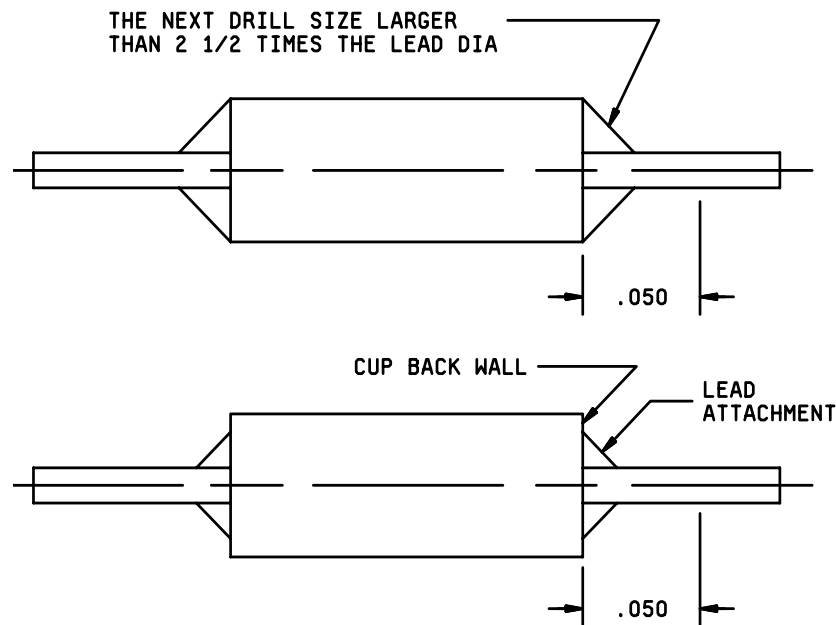 THE NEXT DRILL SIZE LARGER
THAN 2 1/2 TIMES THE LEAD DIA
.050
CUP BACK WALL
LEAD
ATTACHMENT
.050